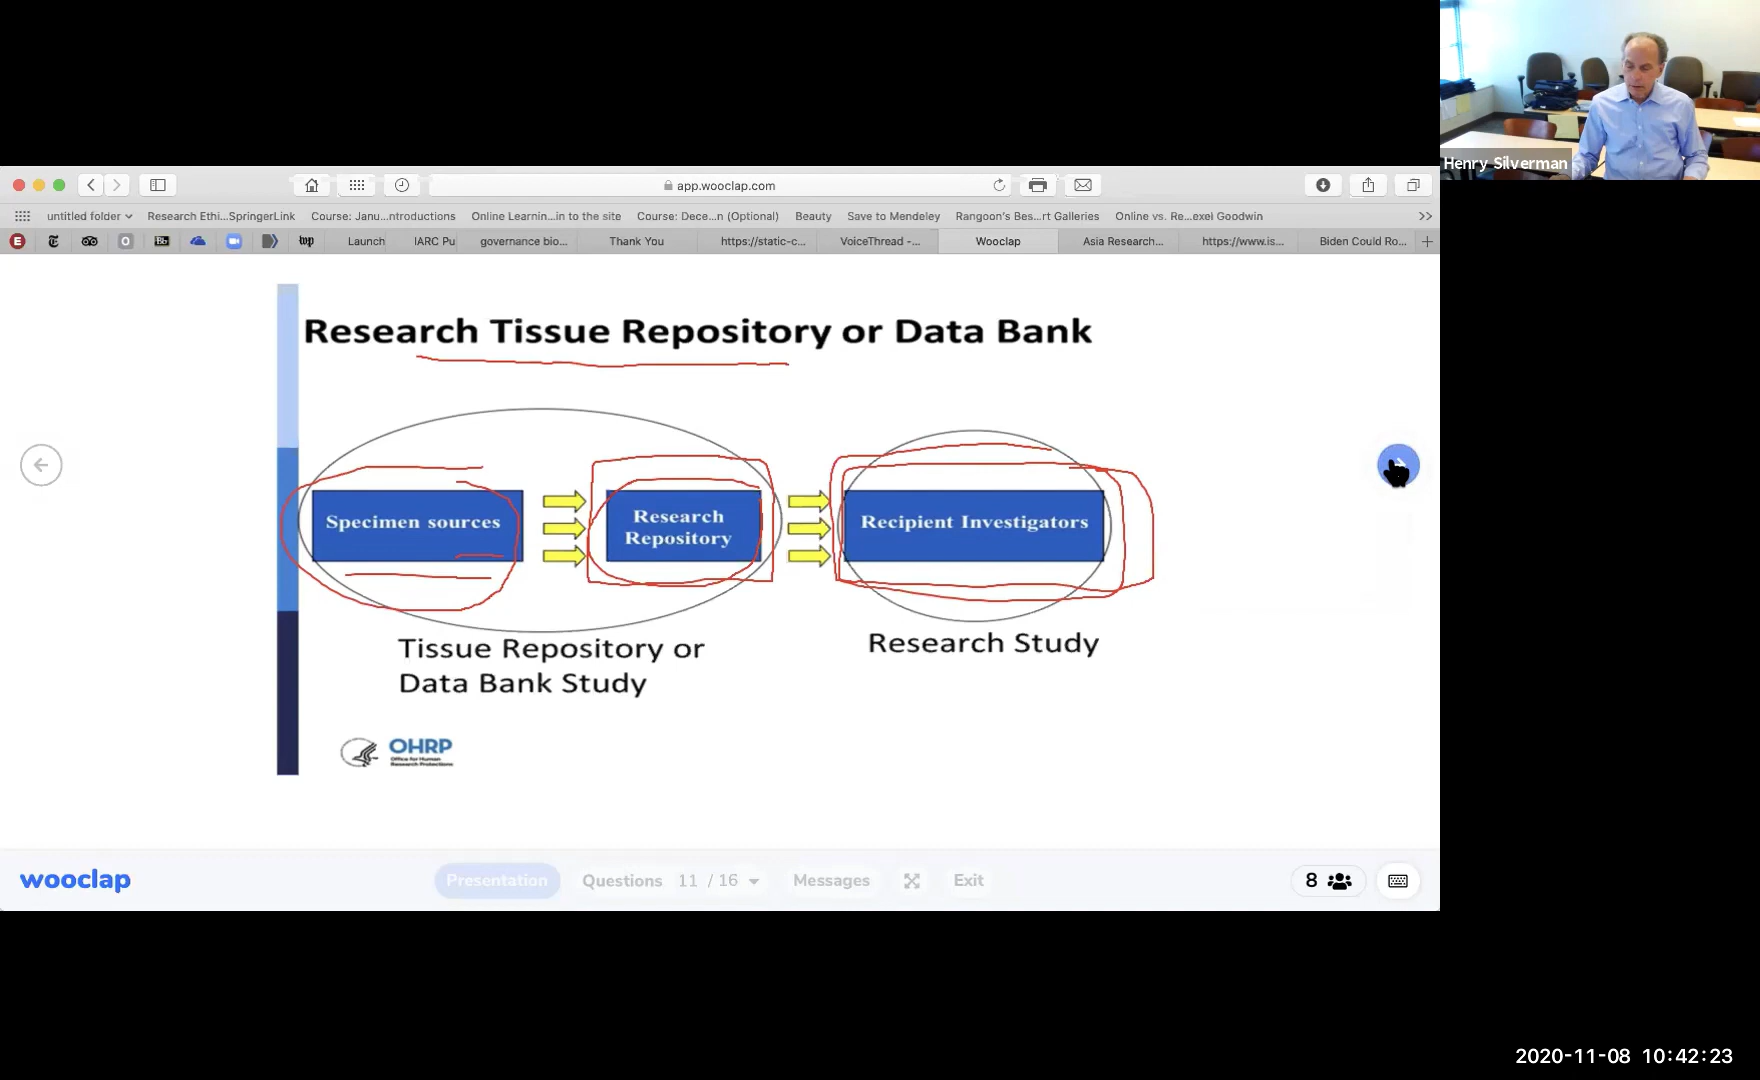 Henry Silverman
app.wooclap.com
untitled folder Research Ethi...SpringerLink Course: Janu...ntroductions Online Learnin...in to the site Course: Dece...n (Optional) Beauty Save to Mendeley Rangoon's Bes...rt Galleries Online vs. Re...exel Goodwin
E Bb wp Launch IARC Pu governance bio... Thank You https://static-c... VoiceThread -... Wooclap Asia Research... https://www.is... Biden Could Ro...
Research Tissue Repository or Data Bank
Specimen sources
Research
Repository
Recipient Investigators
Tissue Repository or
Data Bank Study
Research Study
OHRP
Office for Human
Research Protections
wooclap Presentation Questions 11 / 16 Messages Exit 8
2020-11-08 10:42:23